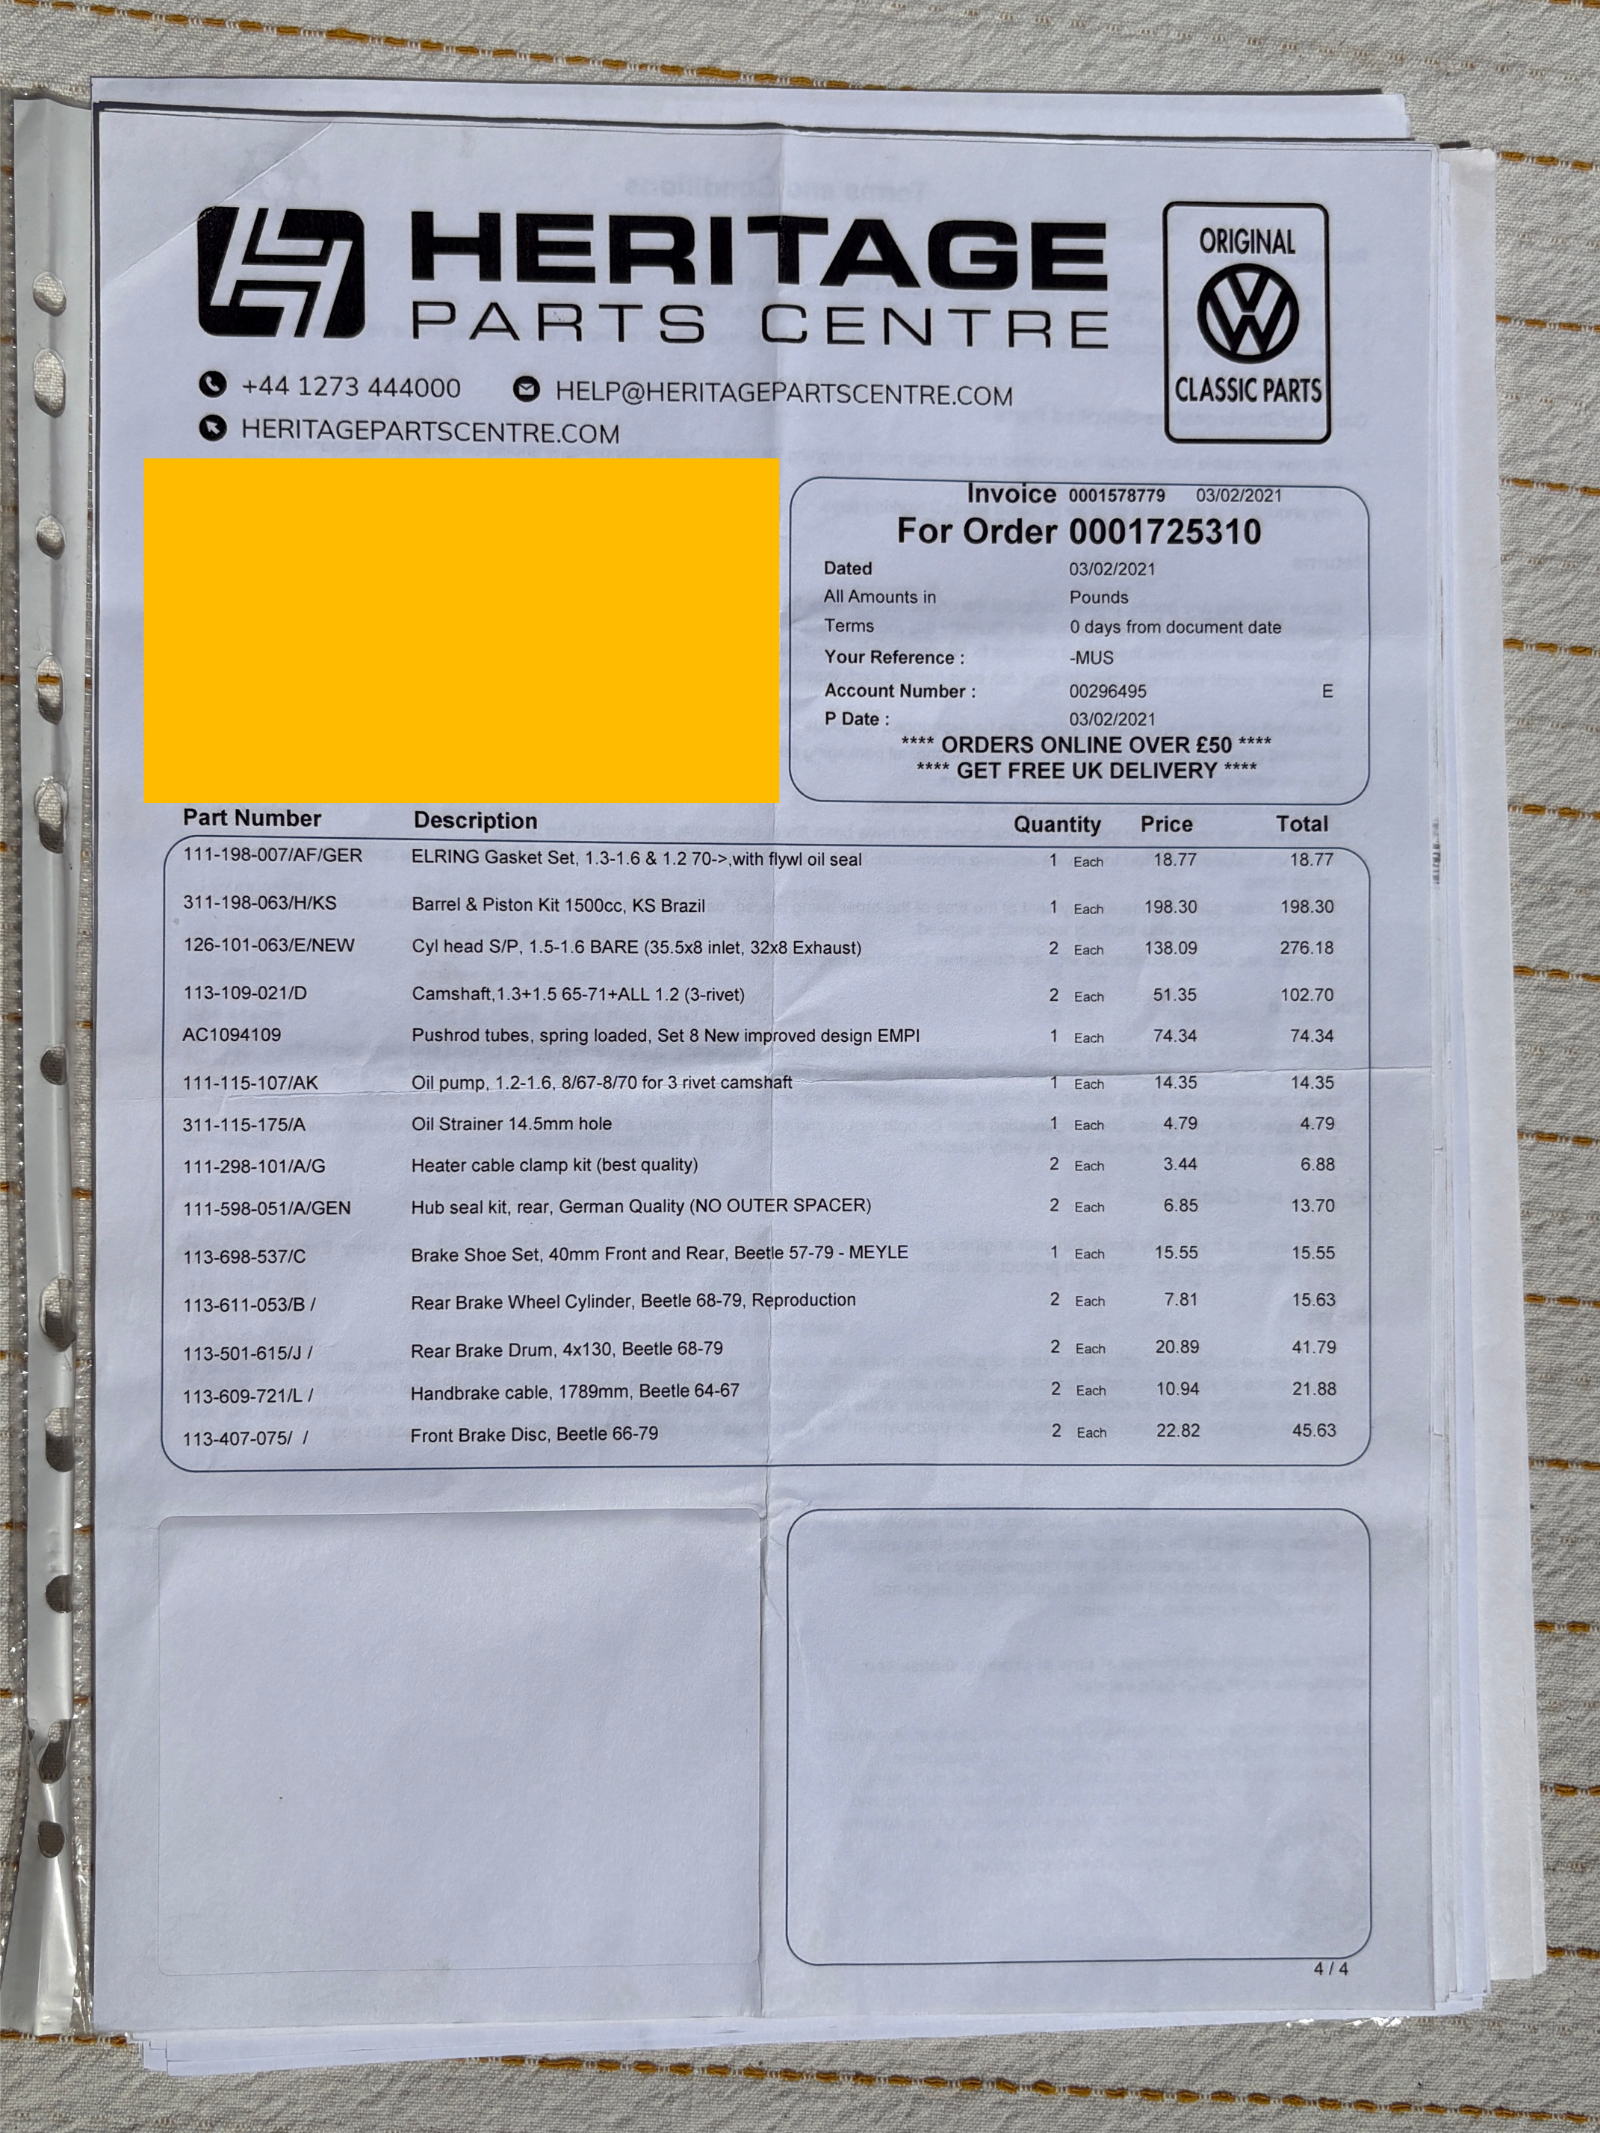 HERITAGE
PARTS CENTRE
ORIGINAL
CLASSIC PARTS
+44 1273 444000 HELP@HERITAGEPARTSCENTRE.COM
HERITAGEPARTSCENTRE.COM
Invoice 0001578779 03/02/2021
For Order 0001725310
Dated 03/02/2021
All Amounts in Pounds
Terms 0 days from document date
Your Reference : -MUS
Account Number : 00296495 E
P Date : 03/02/2021
**** ORDERS ONLINE OVER £50 ****
**** GET FREE UK DELIVERY ****
Part Number Description Quantity Price Total
111-198-007/AF/GER ELRING Gasket Set, 1.3-1.6 & 1.2 70->,with flywl oil seal 1 Each 18.77 18.77
311-198-063/H/KS Barrel & Piston Kit 1500cc, KS Brazil 1 Each 198.30 198.30
126-101-063/E/NEW Cyl head S/P, 1.5-1.6 BARE (35.5x8 inlet, 32x8 Exhaust) 2 Each 138.09 276.18
113-109-021/D Camshaft,1.3+1.5 65-71+ALL 1.2 (3-rivet) 2 Each 51.35 102.70
AC1094109 Pushrod tubes, spring loaded, Set 8 New improved design EMPI 1 Each 74.34 74.34
111-115-107/AK Oil pump, 1.2-1.6, 8/67-8/70 for 3 rivet camshaft 1 Each 14.35 14.35
311-115-175/A Oil Strainer 14.5mm hole 1 Each 4.79 4.79
111-298-101/A/G Heater cable clamp kit (best quality) 2 Each 3.44 6.88
111-598-051/A/GEN Hub seal kit, rear, German Quality (NO OUTER SPACER) 2 Each 6.85 13.70
113-698-537/C Brake Shoe Set, 40mm Front and Rear, Beetle 57-79 - MEYLE 1 Each 15.55 15.55
113-611-053/B / Rear Brake Wheel Cylinder, Beetle 68-79, Reproduction 2 Each 7.81 15.63
113-501-615/J / Rear Brake Drum, 4x130, Beetle 68-79 2 Each 20.89 41.79
113-609-721/L / Handbrake cable, 1789mm, Beetle 64-67 2 Each 10.94 21.88
113-407-075/ / Front Brake Disc, Beetle 66-79 2 Each 22.82 45.63
4 / 4